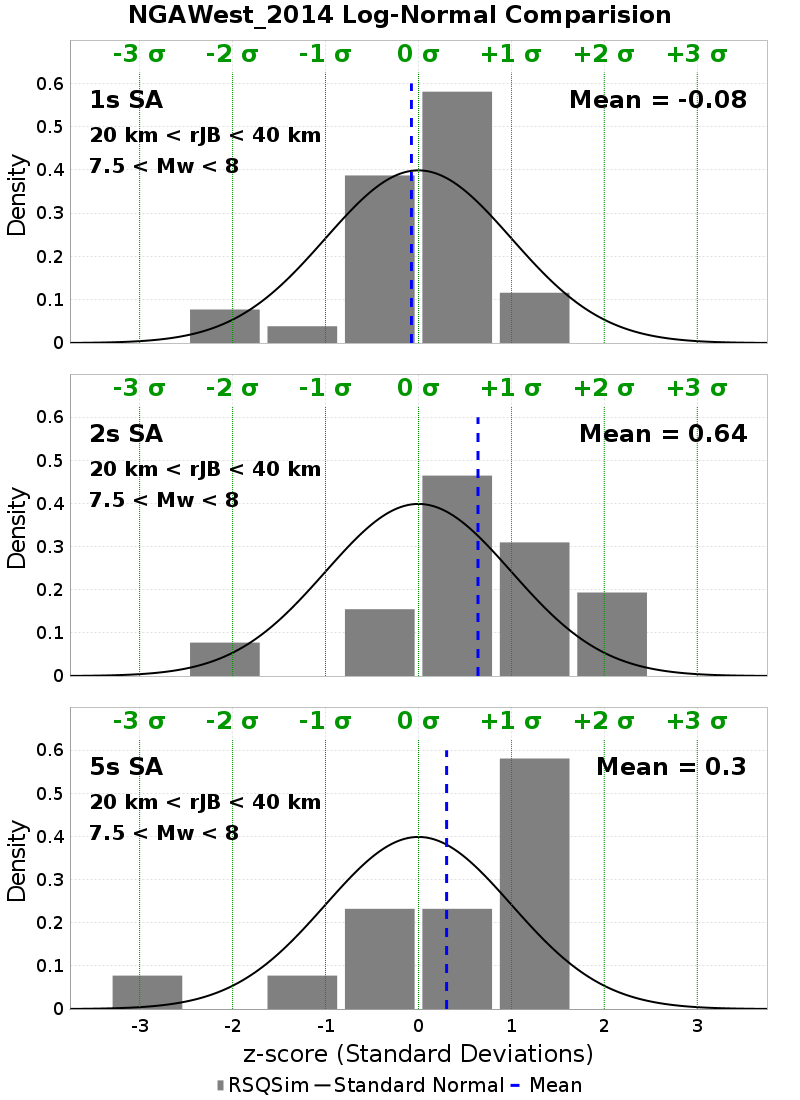 NGAWest_2014 Log-Normal Comparision
-3 σ -2 σ -1 σ 0 σ +1 σ +2 σ +3 σ
0.6
1s SA Mean = -0.08
0.5
20 km < rJB < 40 km
7.5 < Mw < 8
0.4
Density
0.3
0.2
0.1
0
-3 σ -2 σ -1 σ 0 σ +1 σ +2 σ +3 σ
0.6
2s SA Mean = 0.64
0.5
20 km < rJB < 40 km
7.5 < Mw < 8
0.4
Density
0.3
0.2
0.1
0
-3 σ -2 σ -1 σ 0 σ +1 σ +2 σ +3 σ
0.6
5s SA Mean = 0.3
0.5
20 km < rJB < 40 km
7.5 < Mw < 8
0.4
Density
0.3
0.2
0.1
0
-3 -2 -1 0 1 2 3
z-score (Standard Deviations)
RSQSim Standard Normal Mean